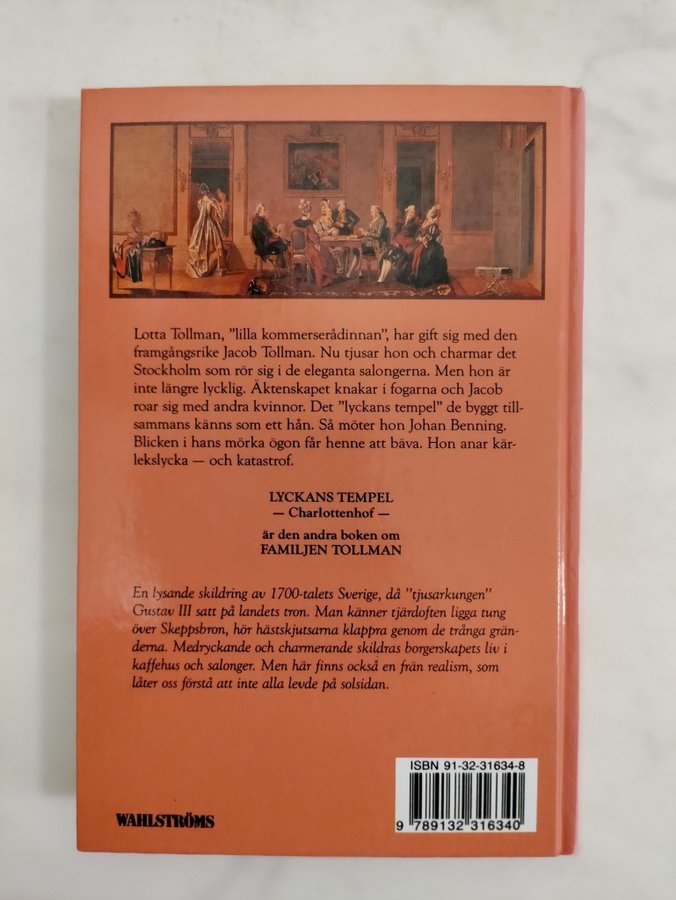 Lotta Tollman, ”lilla kommerserådinnan”, har gift sig med den
framgångsrike Jacob Tollman. Nu tjusar hon och charmar det
Stockholm som rör sig i de eleganta salongerna. Men hon är
inte längre lycklig. Äktenskapet knakar i fogarna och Jacob
roar sig med andra kvinnor. Det ”lyckans tempel” de byggt till-
sammans känns som ett hån. Så möter hon Johan Benning.
Blicken i hans mörka ögon får henne att bäva. Hon anar kär-
lekslycka — och katastrof.
LYCKANS TEMPEL
— Charlottenhof —
är den andra boken om
FAMILJEN TOLLMAN
En lysande skildring av 1700-talets Sverige, då ”tjusarkungen”
Gustav III satt på landets tron. Man känner tjärdoften ligga tung
över Skeppsbron, hör hästskjutsarna klappra genom de trånga grän-
derna. Medryckande och charmerande skildras borgerskapets liv i
kaffehus och salonger. Men här finns också en frän realism, som
låter oss förstå att inte alla levde på solsidan.
ISBN 91-32-31634-8
9 789132 316340
WAHLSTRÖMS